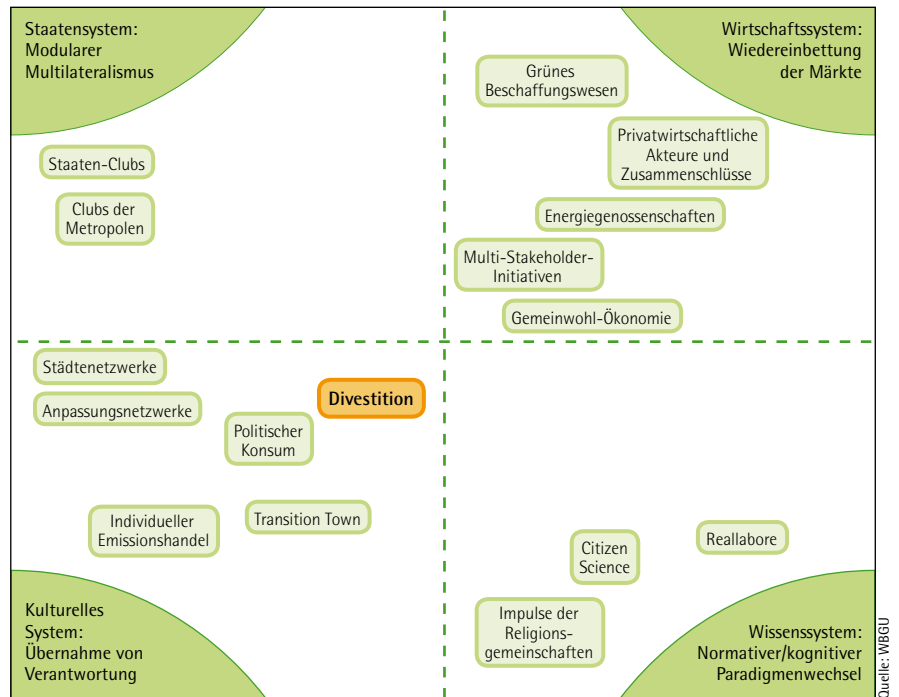 Staatensystem:
Modularer
Multilateralismus
Wirtschaftssystem:
Wiedereinbettung
der Märkte
Grünes
Beschaffungswesen
Privatwirtschaftliche
Akteure und
Zusammenschlüsse
Staaten-Clubs
Clubs der
Metropolen
Energiegenossenschaften
Multi-Stakeholder-
Initiativen
Gemeinwohl-Ökonomie
Städtenetzwerke
Anpassungsnetzwerke
Divestition
Politischer
Konsum
Individueller
Emissionshandel
Transition Town
Citizen
Science
Reallabore
Impulse der
Religions-
gemeinschaften
Kulturelles
System:
Übernahme von
Verantwortung
Wissenssystem:
Normativer/kognitiver
Paradigmenwechsel
Quelle: WBGU